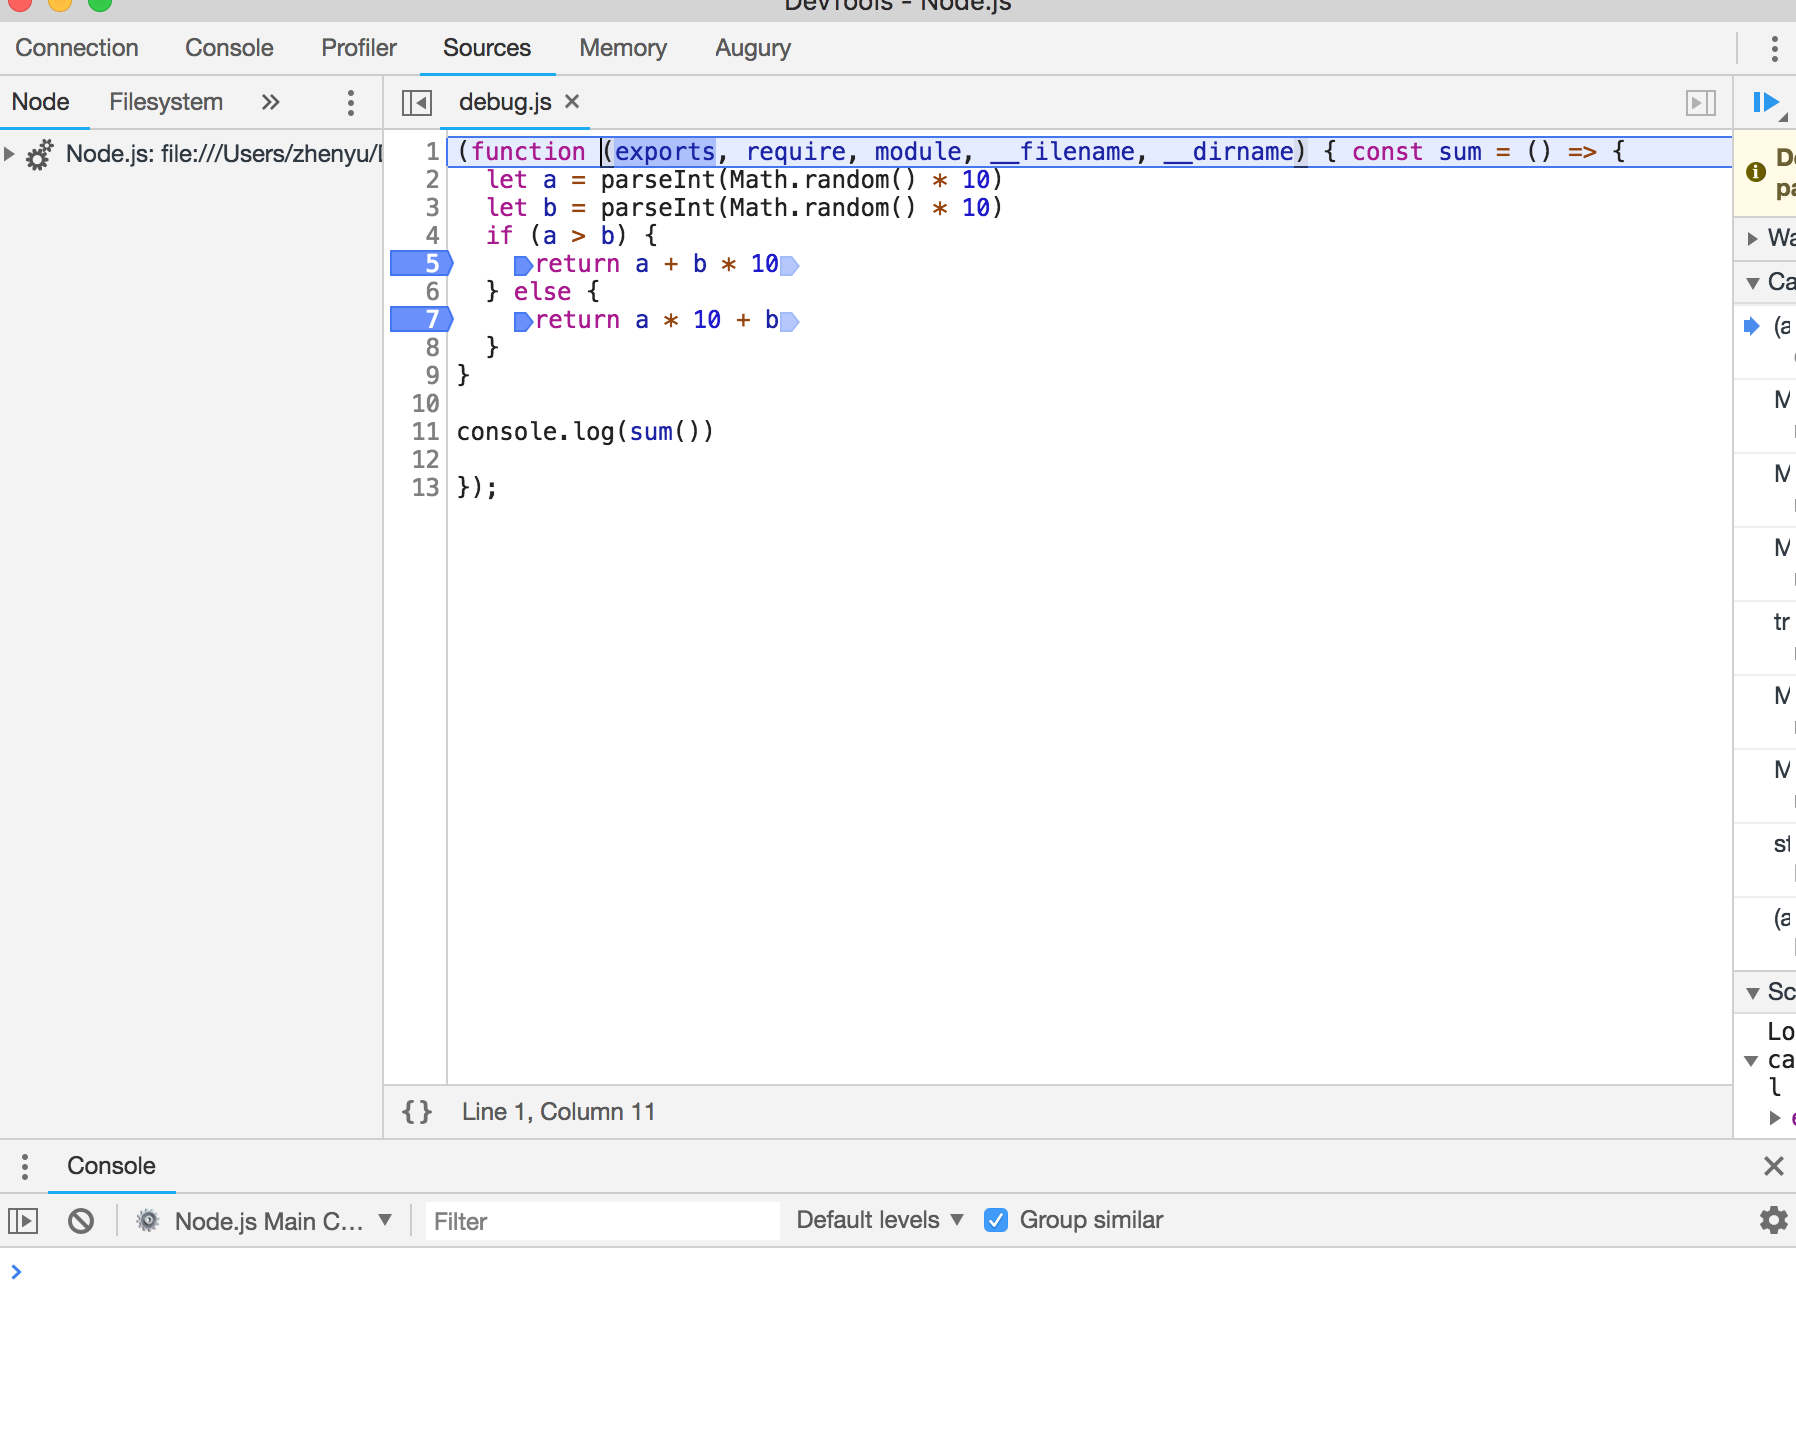 DevTools - Node.js
Connection Console Profiler Sources Memory Augury
Node Filesystem »
debug.js ×
Node.js: file:///Users/zhenyu/
1 (function (exports, require, module, __filename, __dirname) { const sum = () => {
2 let a = parseInt(Math.random() * 10)
3 let b = parseInt(Math.random() * 10)
4 if (a > b) {
5 return a + b * 10
6 } else {
7 return a * 10 + b
8 }
9 }
10
11 console.log(sum())
12
13 });
{} Line 1, Column 11
pa
Wa
Ca
(a
M
M
M
tr
M
M
st
(a
Sc
Lo
ca
l
Console
Node.js Main C... Filter Default levels Group similar
>